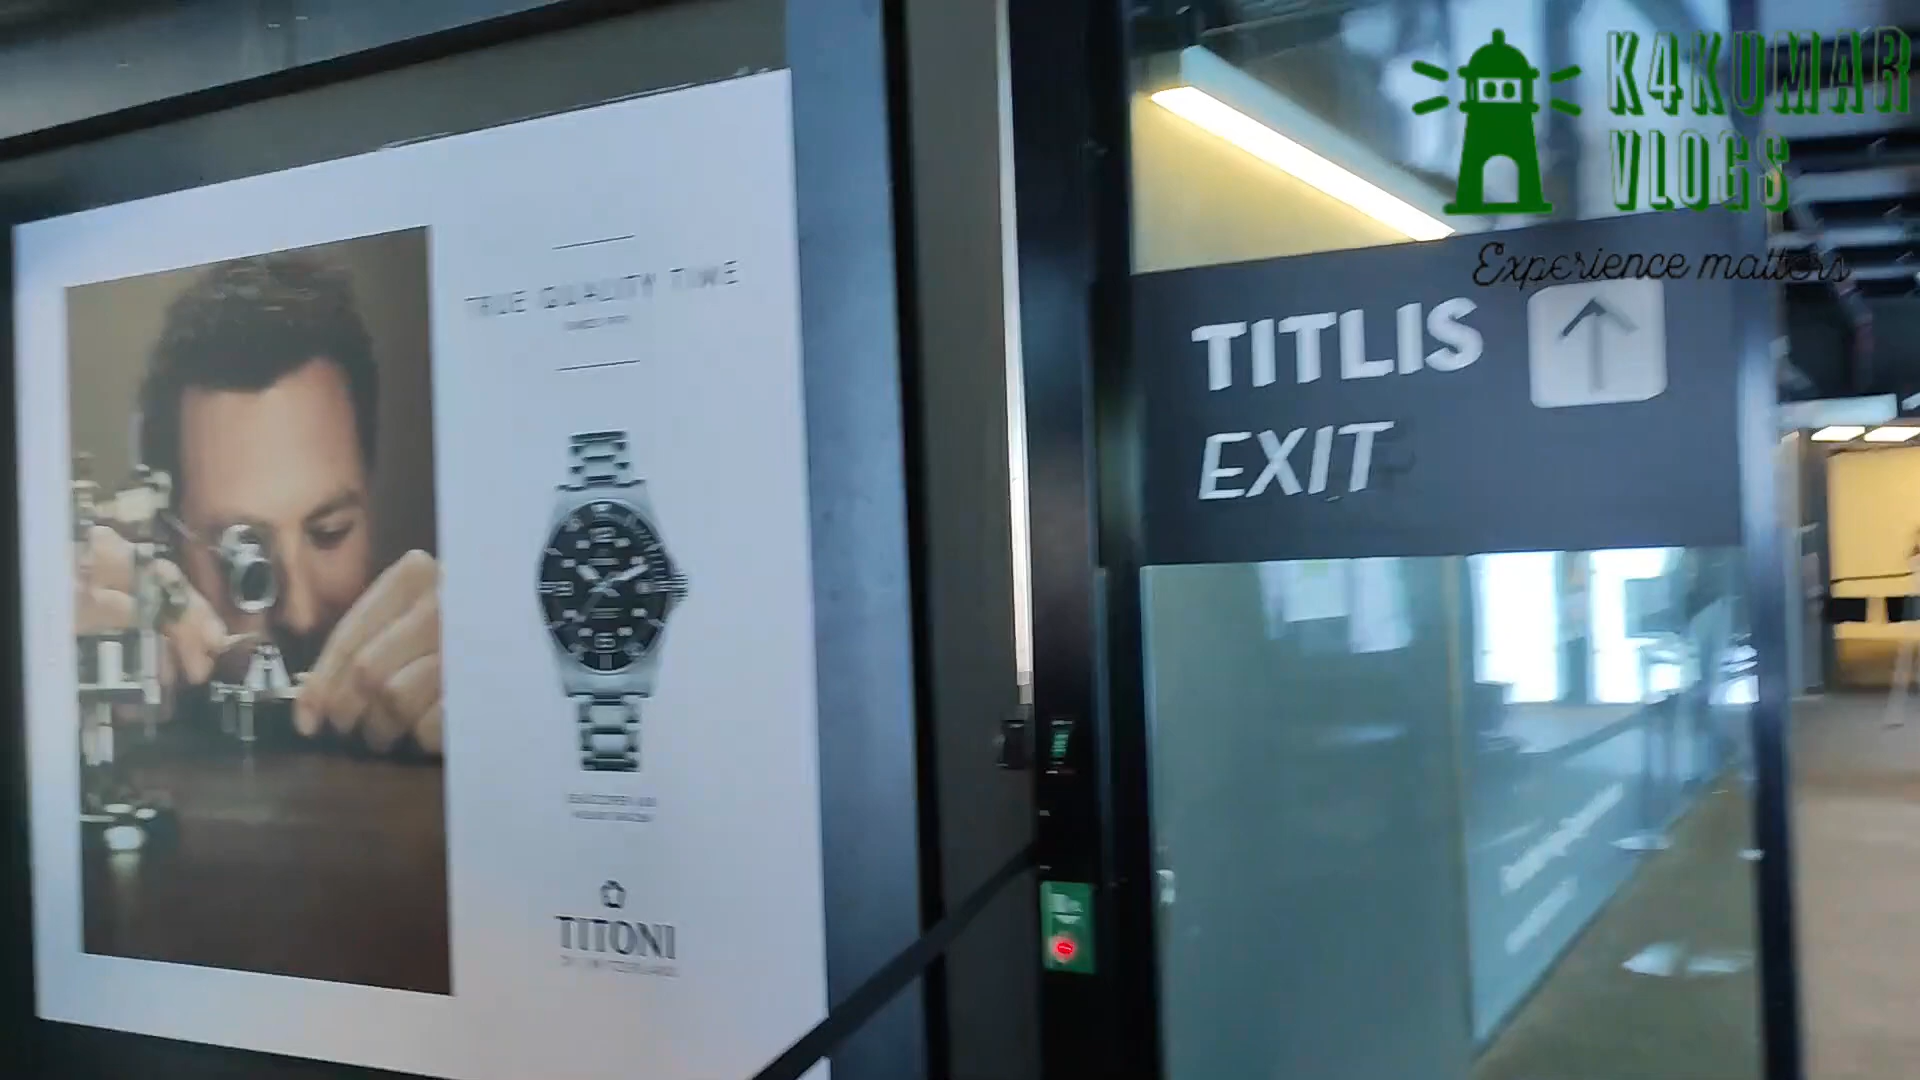 K4KUMAR
VLOGS
Experience matters
TRUE QUALITY TIME
TITONI
TITLIS
EXIT